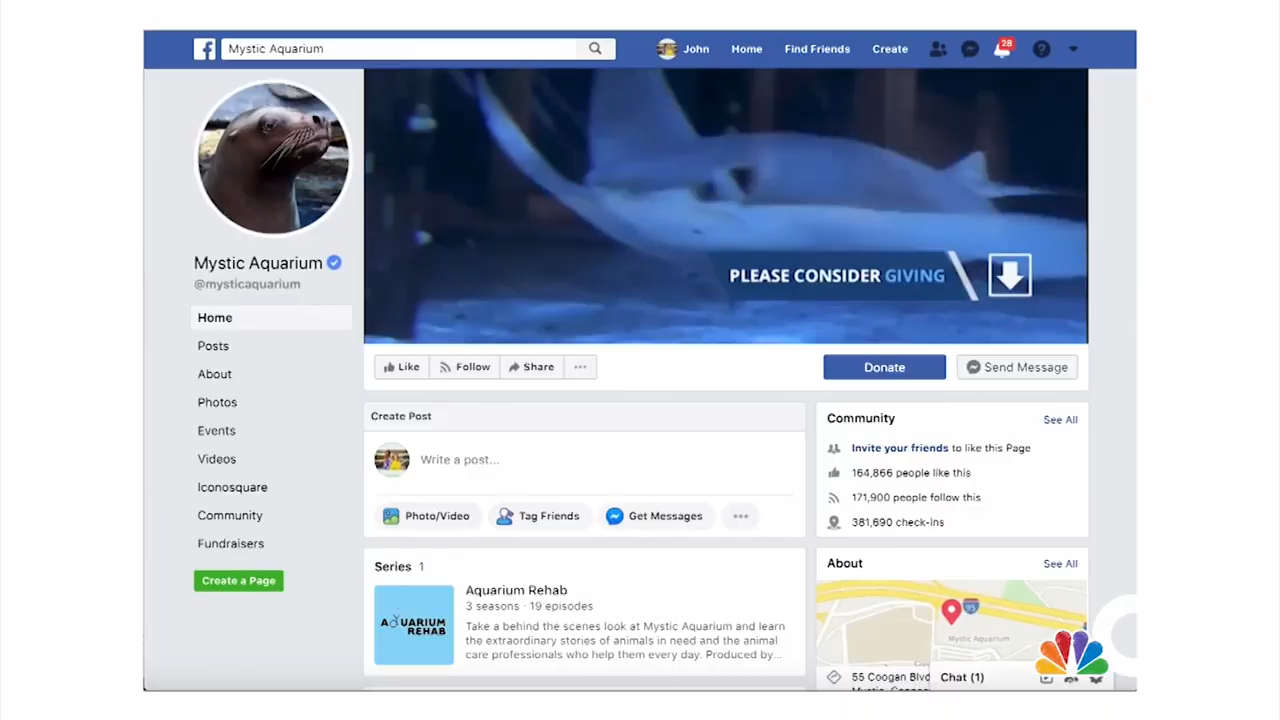 Mystic Aquarium
John
Home
Find Friends
Create
28
Mystic Aquarium
@mysticaquarium
Home
Posts
About
Photos
Events
Videos
Iconosquare
Community
Fundraisers
Create a Page
PLEASE CONSIDER GIVING
Like
Follow
Share
Donate
Send Message
Create Post
Write a post...
Photo/Video
Tag Friends
Get Messages
Series 1
AQUARIUM
REHAB
Aquarium Rehab
3 seasons · 19 episodes
Take a behind the scenes look at Mystic Aquarium and learn
the extraordinary stories of animals in need and the animal
care professionals who help them every day. Produced by...
Community
See All
Invite your friends to like this Page
164,866 people like this
171,900 people follow this
381,690 check-ins
About
See All
95
Mystic Aquarium
55 Coogan Blvd
Chat (1)